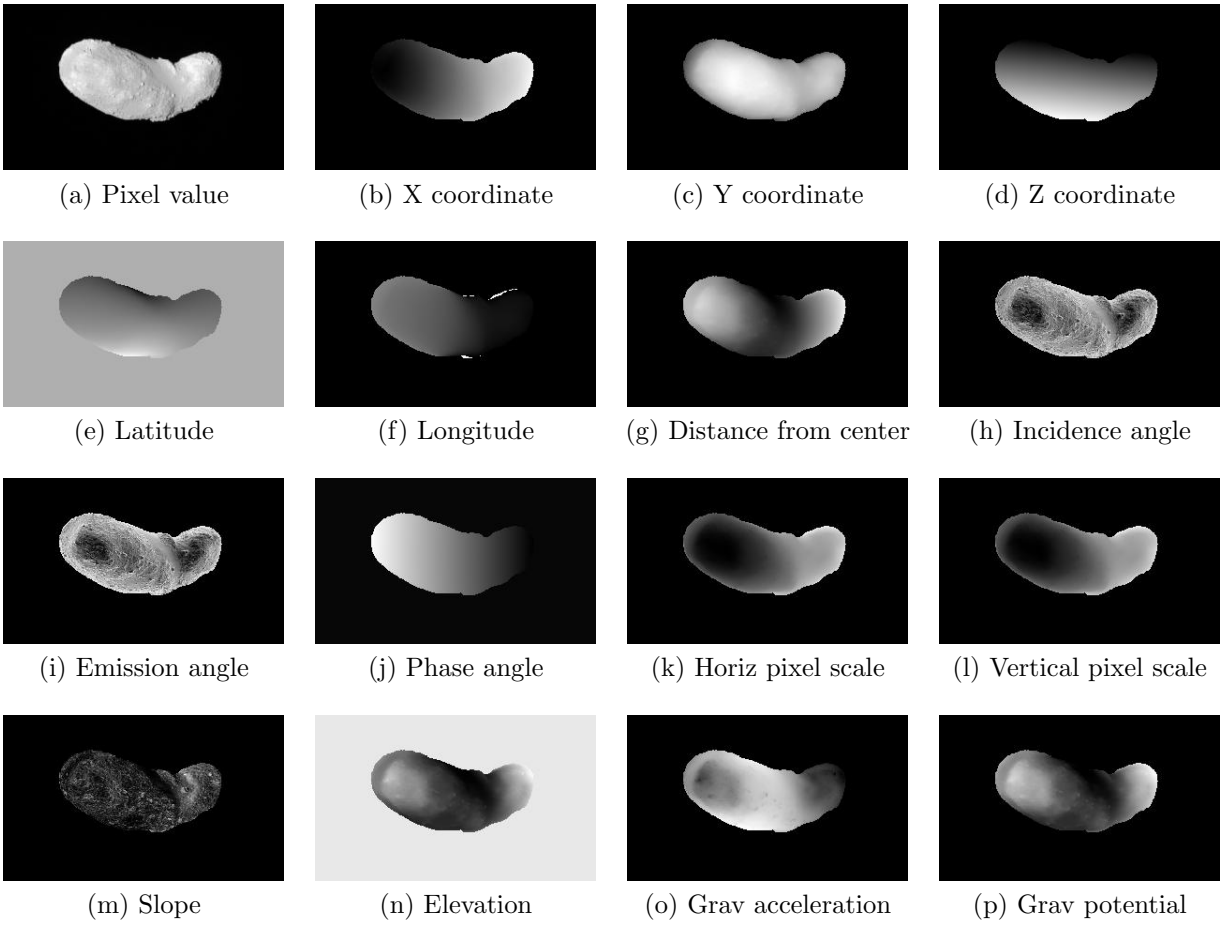 (a) Pixel value
(b) X coordinate
(c) Y coordinate
(d) Z coordinate
(e) Latitude
(f) Longitude
(g) Distance from center
(h) Incidence angle
(i) Emission angle
(j) Phase angle
(k) Horiz pixel scale
(l) Vertical pixel scale
(m) Slope
(n) Elevation
(o) Grav acceleration
(p) Grav potential